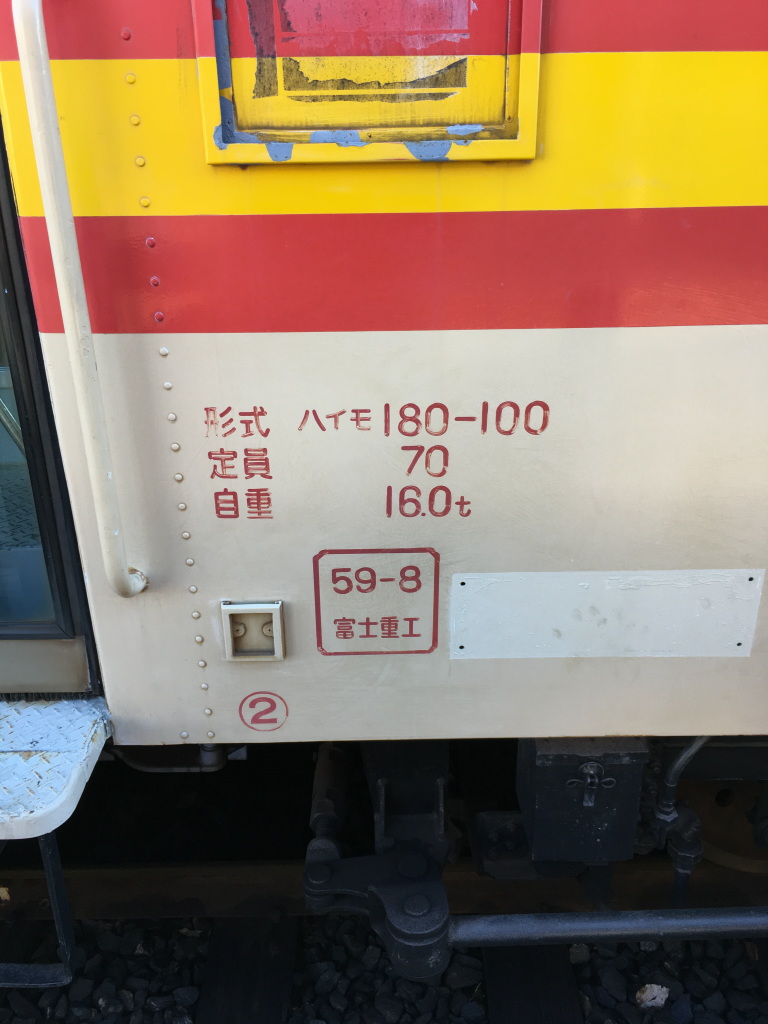 形式 ハイモ180-100
定員 70
自重 16.0t
59-8
富士重工
②